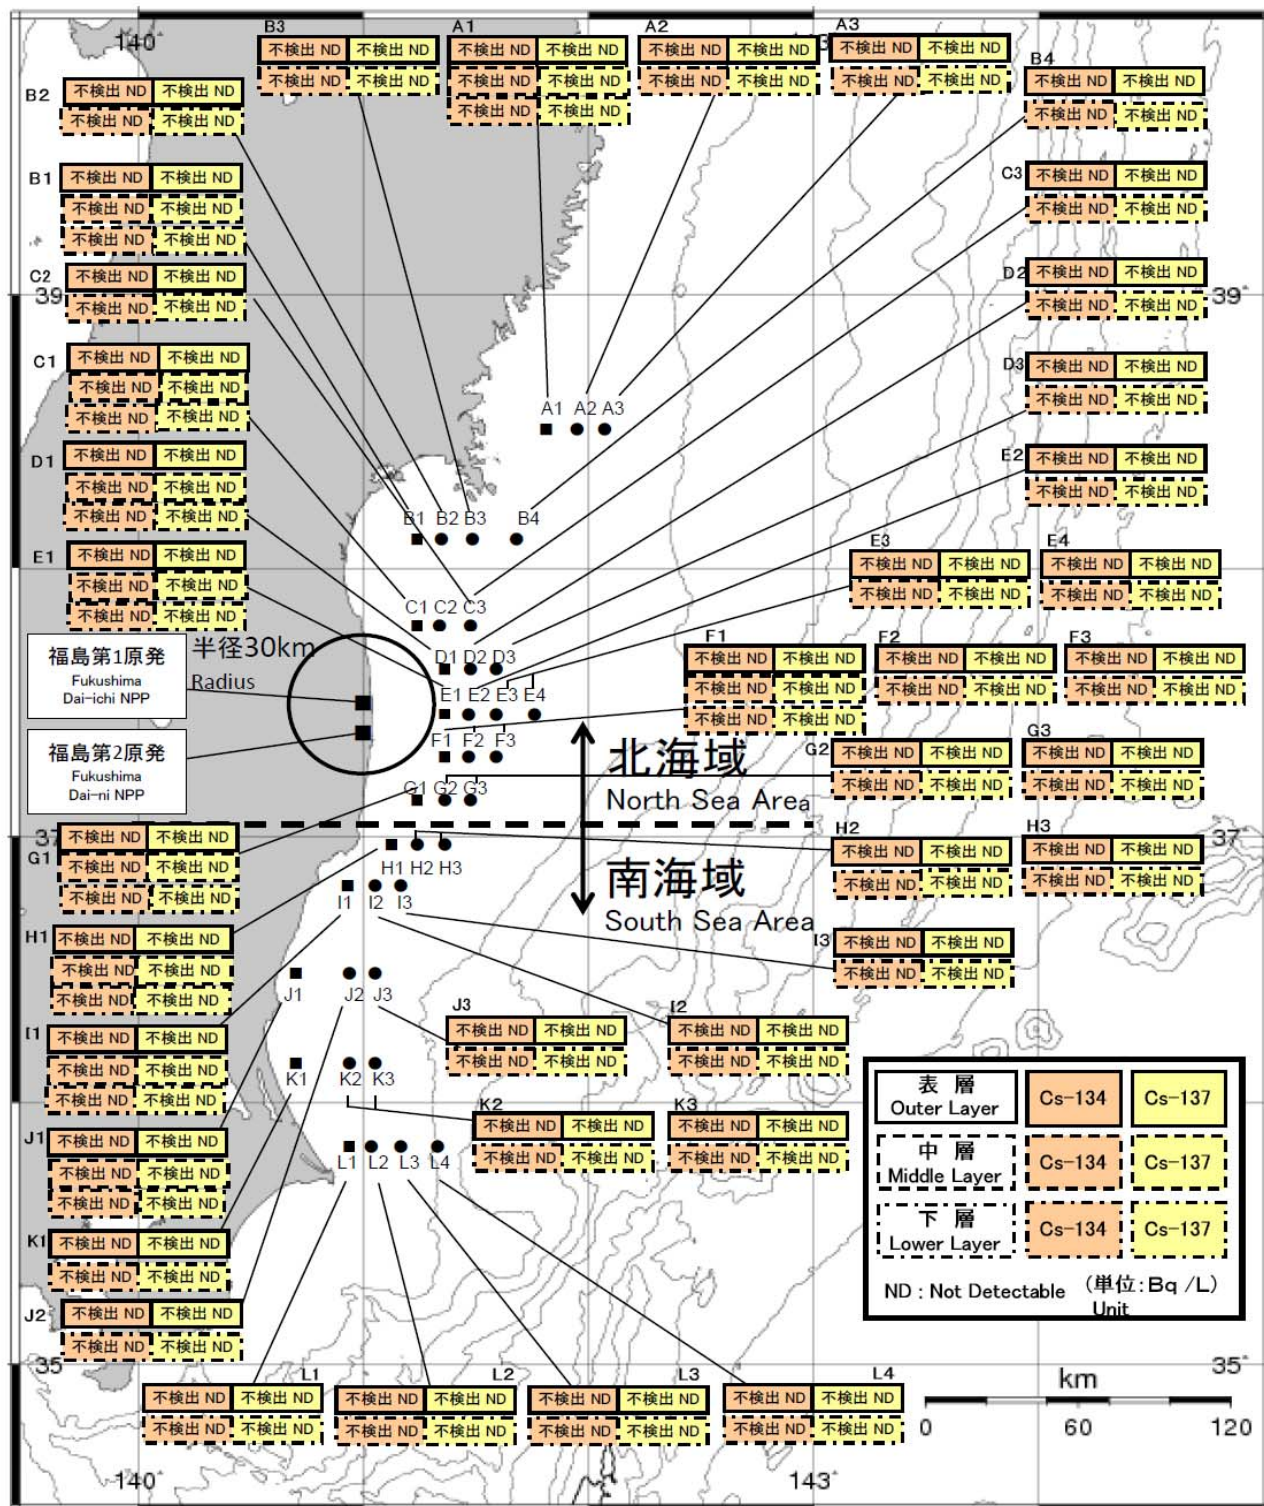 140°
B3
不検出 ND 不検出 ND
不検出 ND 不検出 ND
A1
不検出 ND 不検出 ND
不検出 ND 不検出 ND
不検出 ND 不検出 ND
A2
不検出 ND 不検出 ND
不検出 ND 不検出 ND
A3
不検出 ND 不検出 ND
不検出 ND 不検出 ND
B4
不検出 ND 不検出 ND
不検出 ND 不検出 ND
B2
不検出 ND 不検出 ND
不検出 ND 不検出 ND
B1
不検出 ND 不検出 ND
不検出 ND 不検出 ND
不検出 ND 不検出 ND
C3
不検出 ND 不検出 ND
不検出 ND 不検出 ND
C2
不検出 ND 不検出 ND
不検出 ND 不検出 ND
39
D2
不検出 ND 不検出 ND
不検出 ND 不検出 ND
39°
C1
不検出 ND 不検出 ND
不検出 ND 不検出 ND
不検出 ND 不検出 ND
D3
不検出 ND 不検出 ND
不検出 ND 不検出 ND
A1 A2 A3
D1
不検出 ND 不検出 ND
不検出 ND 不検出 ND
不検出 ND 不検出 ND
E2
不検出 ND 不検出 ND
不検出 ND 不検出 ND
B1 B2 B3 B4
E1
不検出 ND 不検出 ND
不検出 ND 不検出 ND
不検出 ND 不検出 ND
E3
不検出 ND 不検出 ND
不検出 ND 不検出 ND
E4
不検出 ND 不検出 ND
不検出 ND 不検出 ND
C1 C2 C3
福島第1原発
Fukushima
Dai-ichi NPP
半径30km
Radius
D1 D2 D3
E1 E2 E3 E4
F1
不検出 ND 不検出 ND
不検出 ND 不検出 ND
不検出 ND 不検出 ND
F2
不検出 ND 不検出 ND
不検出 ND 不検出 ND
F3
不検出 ND 不検出 ND
不検出 ND 不検出 ND
福島第2原発
Fukushima
Dai-ni NPP
F1 F2 F3
北海域
North Sea Area
G2
不検出 ND 不検出 ND
不検出 ND 不検出 ND
G3
不検出 ND 不検出 ND
不検出 ND 不検出 ND
G1 G2 G3
37
G1
不検出 ND 不検出 ND
不検出 ND 不検出 ND
不検出 ND 不検出 ND
H1 H2 H3
南海域
South Sea Area
H2
不検出 ND 不検出 ND
不検出 ND 不検出 ND
H3
不検出 ND 不検出 ND
不検出 ND 不検出 ND
37°
I1 I2 I3
H1
不検出 ND 不検出 ND
不検出 ND 不検出 ND
不検出 ND 不検出 ND
I3
不検出 ND 不検出 ND
不検出 ND 不検出 ND
J1 J2 J3
I1
不検出 ND 不検出 ND
不検出 ND 不検出 ND
不検出 ND 不検出 ND
J3
不検出 ND 不検出 ND
不検出 ND 不検出 ND
I2
不検出 ND 不検出 ND
不検出 ND 不検出 ND
K1 K2 K3
J1
不検出 ND 不検出 ND
不検出 ND 不検出 ND
不検出 ND 不検出 ND
K2
不検出 ND 不検出 ND
不検出 ND 不検出 ND
K3
不検出 ND 不検出 ND
不検出 ND 不検出 ND
L1 L2 L3 L4
表 層
Outer Layer
Cs-134 Cs-137
中 層
Middle Layer
Cs-134 Cs-137
下 層
Lower Layer
Cs-134 Cs-137
ND : Not Detectable (単位:Bq /L)
Unit
K1
不検出 ND 不検出 ND
不検出 ND 不検出 ND
J2
不検出 ND 不検出 ND
不検出 ND 不検出 ND
35
35°
L1
不検出 ND 不検出 ND
不検出 ND 不検出 ND
L2
不検出 ND 不検出 ND
不検出 ND 不検出 ND
L3
不検出 ND 不検出 ND
不検出 ND 不検出 ND
L4
不検出 ND 不検出 ND
不検出 ND 不検出 ND
km
0 60 120
140°
143°